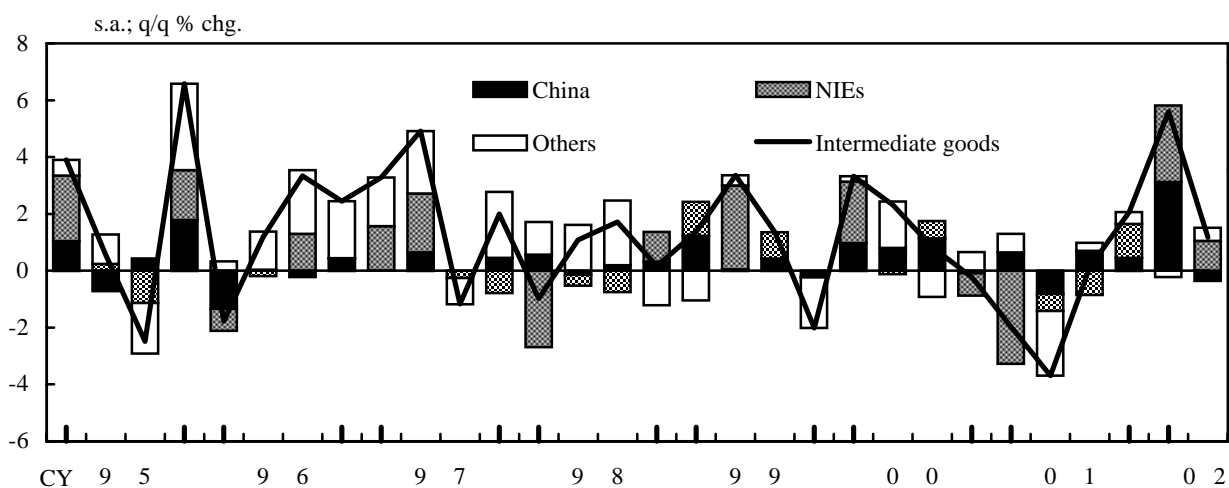 s.a.; q/q % chg.
8
China NIEs
6
Others Intermediate goods
4
2
0
-2
-4
-6
CY 9 5 9 6 9 7 9 8 9 9 0 0 0 1 0 2